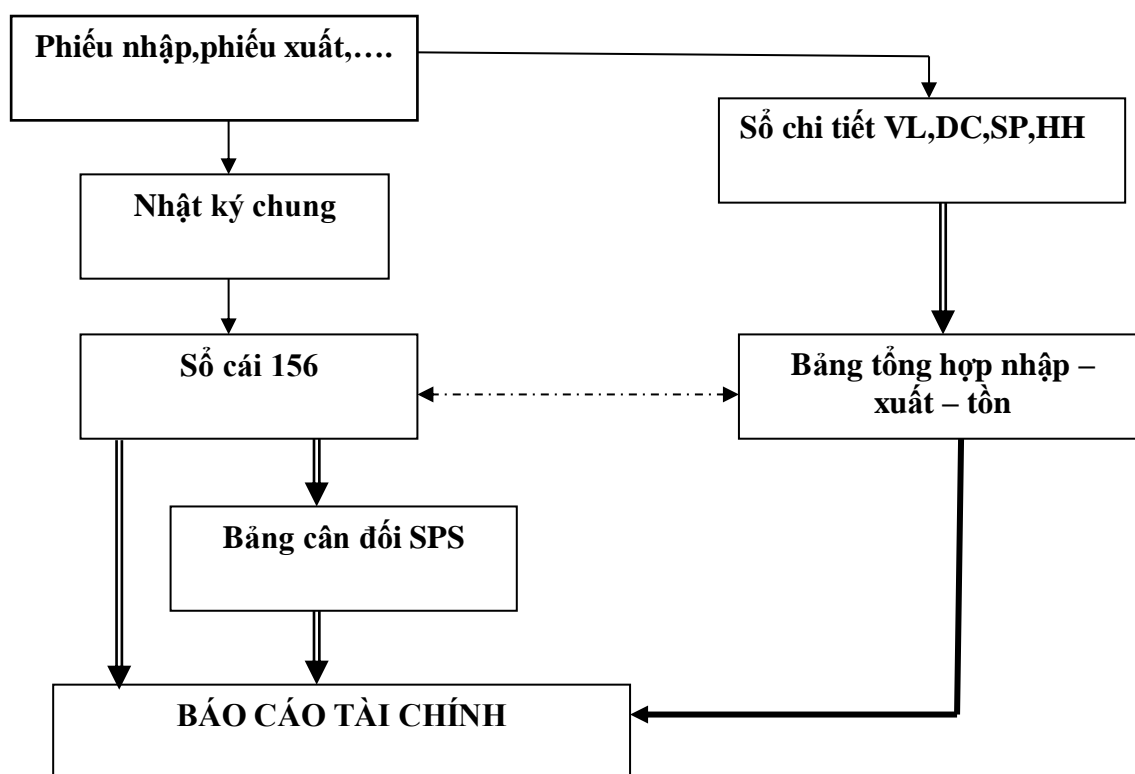 Phiếu nhập,phiếu xuất,….
Sổ chi tiết VL,DC,SP,HH
Nhật ký chung
Sổ cái 156
Bảng tổng hợp nhập –
xuất – tồn
Bảng cân đối SPS
BÁO CÁO TÀI CHÍNH